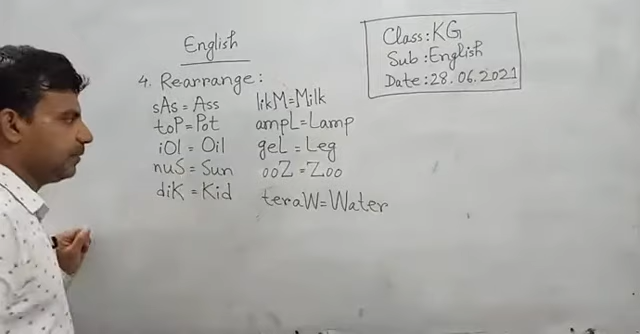 English
4. Rearrange:
sAs = Ass
toP = Pot
iOl = Oil
nuS = Sun
diK = Kid
likM = Milk
ampL = Lamp
geL = Leg
ooZ = Zoo
teraW = Water
Class: KG
Sub: English
Date: 28.06.2021